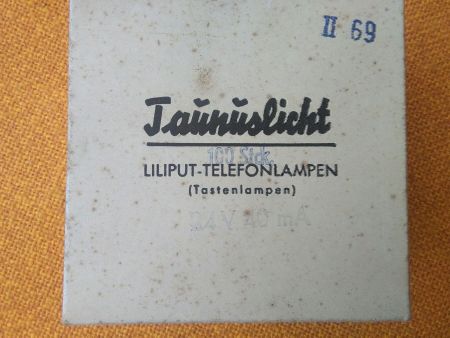 II 69
Taunuslicht
100 Stck.
LILIPUT-TELEFONLAMPEN
(Tastenlampen)
24 V 40 mA